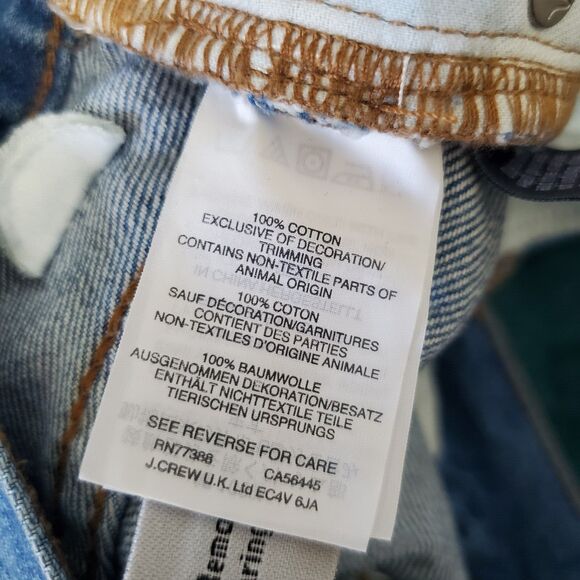 100% COTTON
EXCLUSIVE OF DECORATION/
TRIMMING
CONTAINS NON-TEXTILE PARTS OF
ANIMAL ORIGIN
100% COTON
SAUF DÉCORATION/GARNITURES
CONTIENT DES PARTIES
NON-TEXTILES D'ORIGINE ANIMALE
100% BAUMWOLLE
AUSGENOMMEN DEKORATION/BESATZ
ENTHÄLT NICHTTEXTILE TEILE
TIERISCHEN URSPRUNGS
SEE REVERSE FOR CARE
RN77388 CA56445
J.CREW U.K. Ltd EC4V 6JA